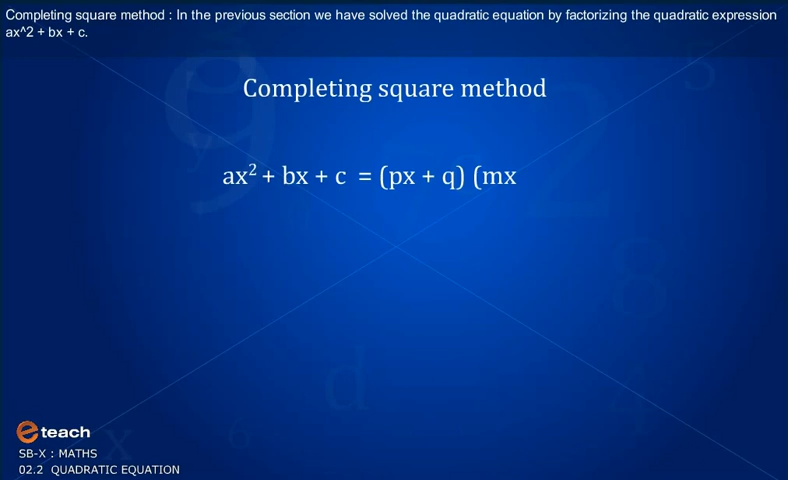 Completing square method : In the previous section we have solved the quadratic equation by factorizing the quadratic expression
ax^2 + bx + c.
Completing square method
ax² + bx + c = (px + q) (mx
e teach
SB-X : MATHS
02.2 QUADRATIC EQUATION